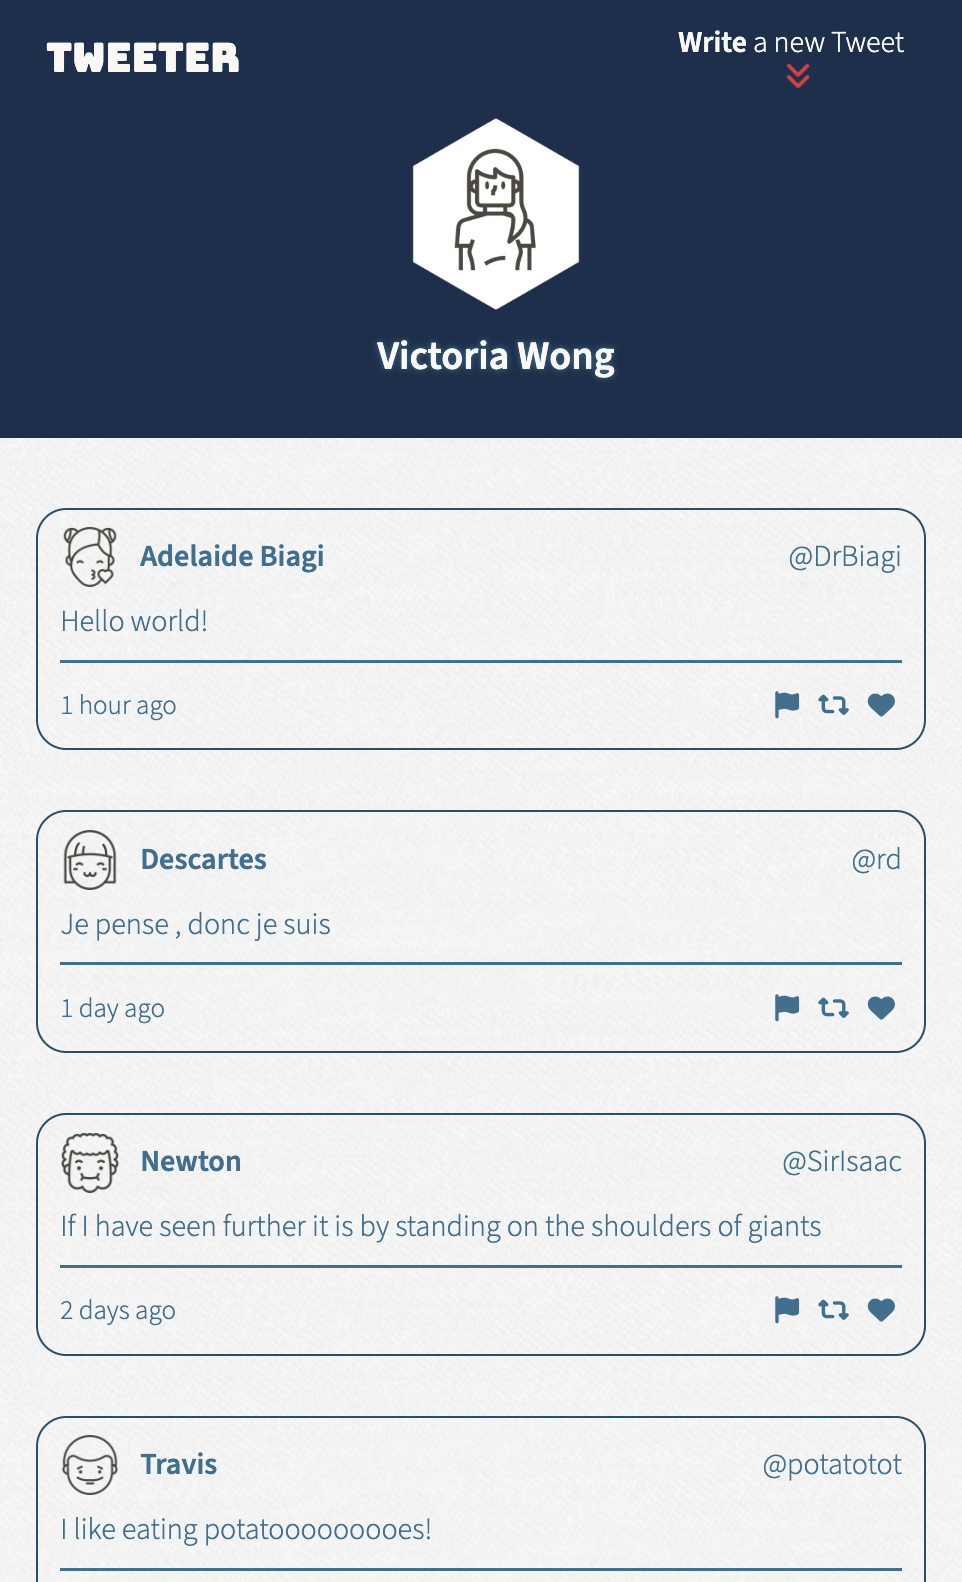 TWEETER
Write a new Tweet
Victoria Wong
Adelaide Biagi @DrBiagi
Hello world!
1 hour ago
Descartes @rd
Je pense , donc je suis
1 day ago
Newton @SirIsaac
If I have seen further it is by standing on the shoulders of giants
2 days ago
Travis @potatotot
I like eating potatooooooooes!